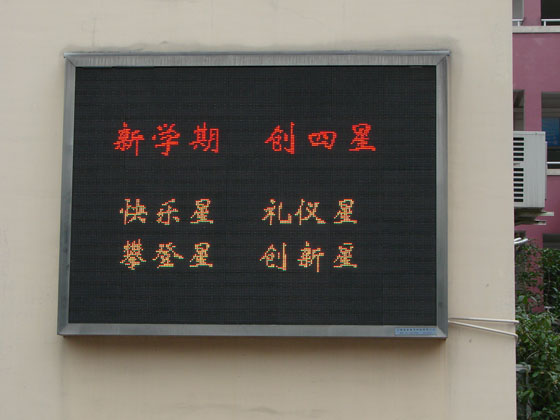 新学期 创四星
快乐星 礼仪星
攀登星 创新星